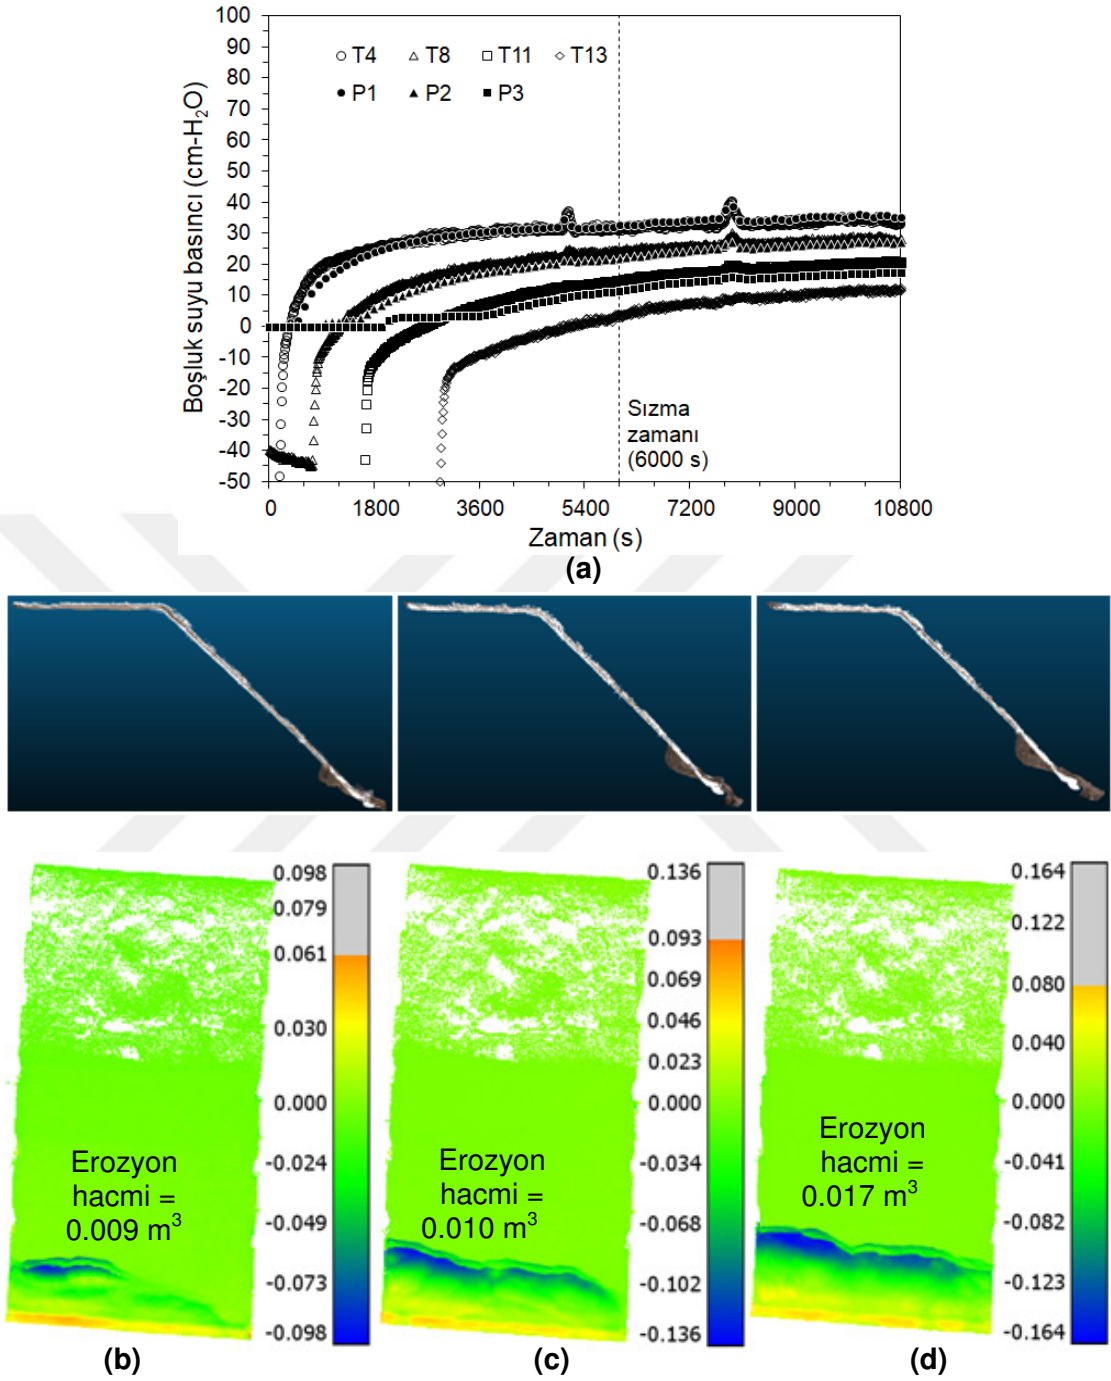 100
90
80
70
60
50
40
30
20
10
0
-10
-20
-30
-40
-50
Boşluk suyu basıncı (cm-H₂O)
T4 T8 T11 T13
P1 P2 P3
Sızma
zamanı
(6000 s)
0 1800 3600 5400 7200 9000 10800
Zaman (s)
(a)
0.098
0.079
0.061
0.030
0.000
-0.024
-0.049
-0.073
-0.098
Erozyon
hacmi =
0.009 m³
(b)
0.136
0.093
0.069
0.046
0.023
0.000
-0.034
-0.068
-0.102
-0.136
Erozyon
hacmi =
0.010 m³
(c)
0.164
0.122
0.080
0.040
0.000
-0.041
-0.082
-0.123
-0.164
Erozyon
hacmi =
0.017 m³
(d)